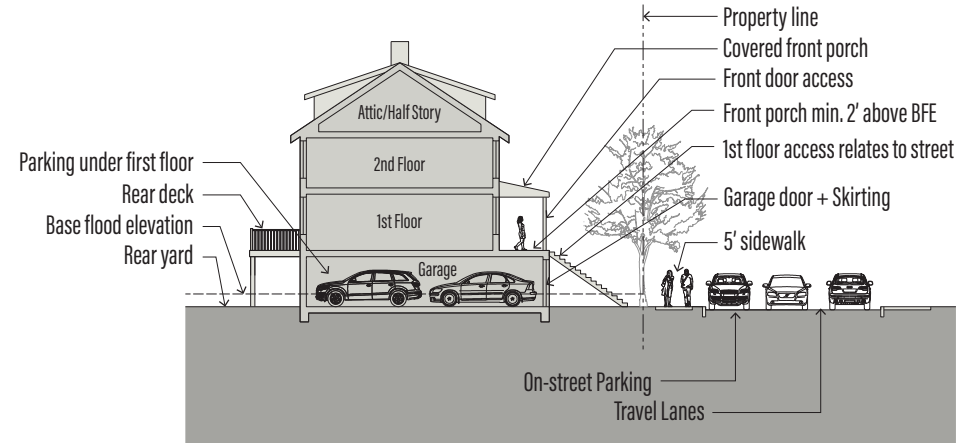 Property line
Covered front porch
Front door access
Front porch min. 2' above BFE
1st floor access relates to street
Garage door + Skirting
5' sidewalk
Attic/Half Story
2nd Floor
1st Floor
Garage
Parking under first floor
Rear deck
Base flood elevation
Rear yard
On-street Parking
Travel Lanes